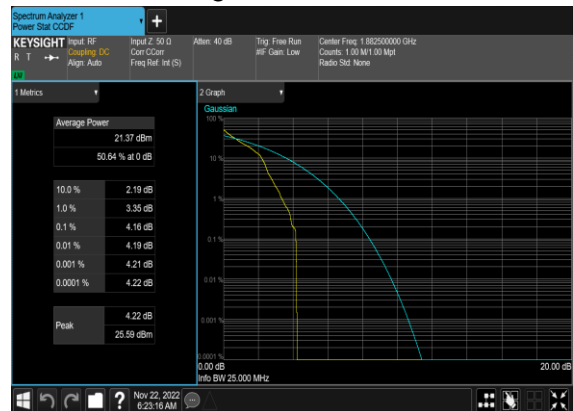 Spectrum Analyzer 1
Power Stat CCDF
KEYSIGHT
R T
LXI
Input: RF
Coupling: DC
Align: Auto
Input Z: 50 Ω
Corr CCorr
Freq Ref: Int (S)
Atten: 40 dB
Trig: Free Run
#IF Gain: Low
Center Freq: 1.882500000 GHz
Counts: 1.00 M/1.00 Mpt
Radio Std: None
1 Metrics
Average Power
21.37 dBm
50.64 % at 0 dB
10.0 % 2.19 dB
1.0 % 3.35 dB
0.1 % 4.16 dB
0.01 % 4.19 dB
0.001 % 4.21 dB
0.0001 % 4.22 dB
Peak
4.22 dB
25.59 dBm
2 Graph
Gaussian
100 %
10 %
1 %
0.1 %
0.01 %
0.001 %
0.0001 %
0.00 dB
20.00 dB
Info BW 25.000 MHz
?
Nov 22, 2022
6:23:16 AM